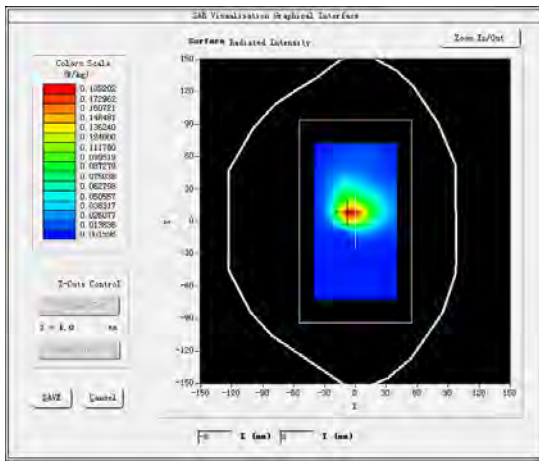 SAR Visualisation Graphical Interface
Surface Radiated Intensity
Zoom In/Out
Colors Scale
(W/kg)
0.185202
0.172962
0.160721
0.148481
0.136240
0.124000
0.111760
0.099519
0.087279
0.075038
0.062798
0.050557
0.038317
0.026077
0.013836
0.001596
150
120
90
60
30
0
-30
-60
-90
-120
-150
Y
-150
-120
-90
-60
-30
0
30
60
90
120
150
X
Z-Cuts Control
mm
SAVE
Cancel
X (mm)
Y (mm)